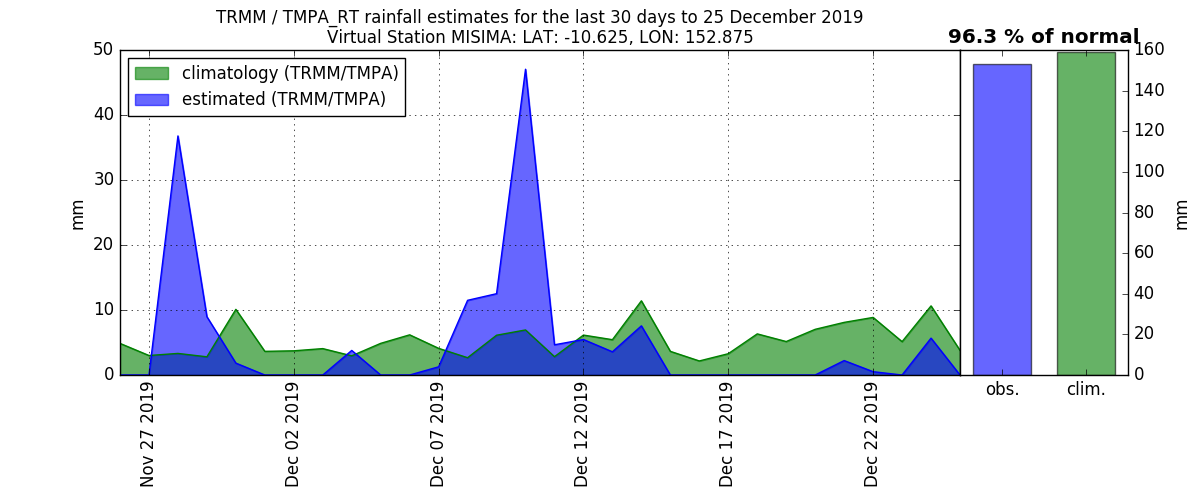 TRMM / TMPA_RT rainfall estimates for the last 30 days to 25 December 2019
Virtual Station MISIMA: LAT: -10.625, LON: 152.875
96.3 % of normal
climatology (TRMM/TMPA)
estimated (TRMM/TMPA)
50
40
30
20
10
0
mm
Nov 27 2019
Dec 02 2019
Dec 07 2019
Dec 12 2019
Dec 17 2019
Dec 22 2019
obs.
clim.
160
140
120
100
80
60
40
20
0
mm